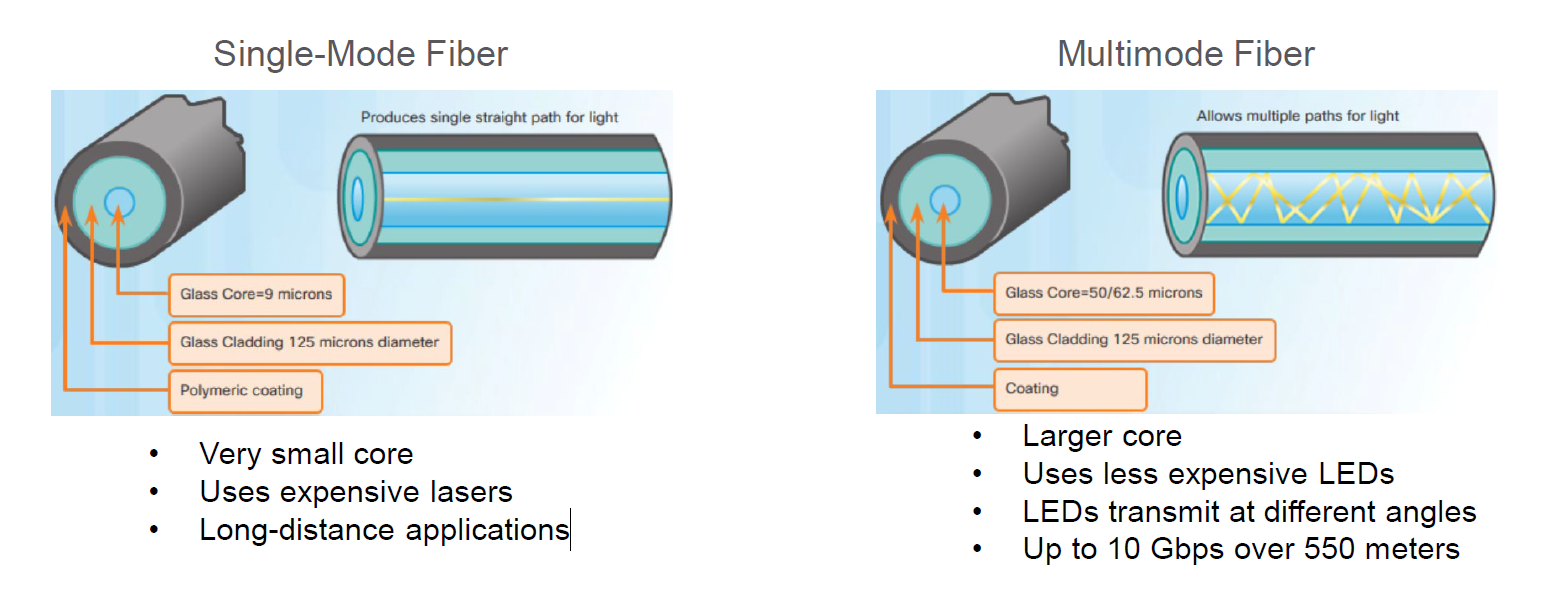 Single-Mode Fiber
Produces single straight path for light
Glass Core=9 microns
Glass Cladding 125 microns diameter
Polymeric coating
• Very small core
• Uses expensive lasers
• Long-distance applications
Multimode Fiber
Allows multiple paths for light
Glass Core=50/62.5 microns
Glass Cladding 125 microns diameter
Coating
• Larger core
• Uses less expensive LEDs
• LEDs transmit at different angles
• Up to 10 Gbps over 550 meters